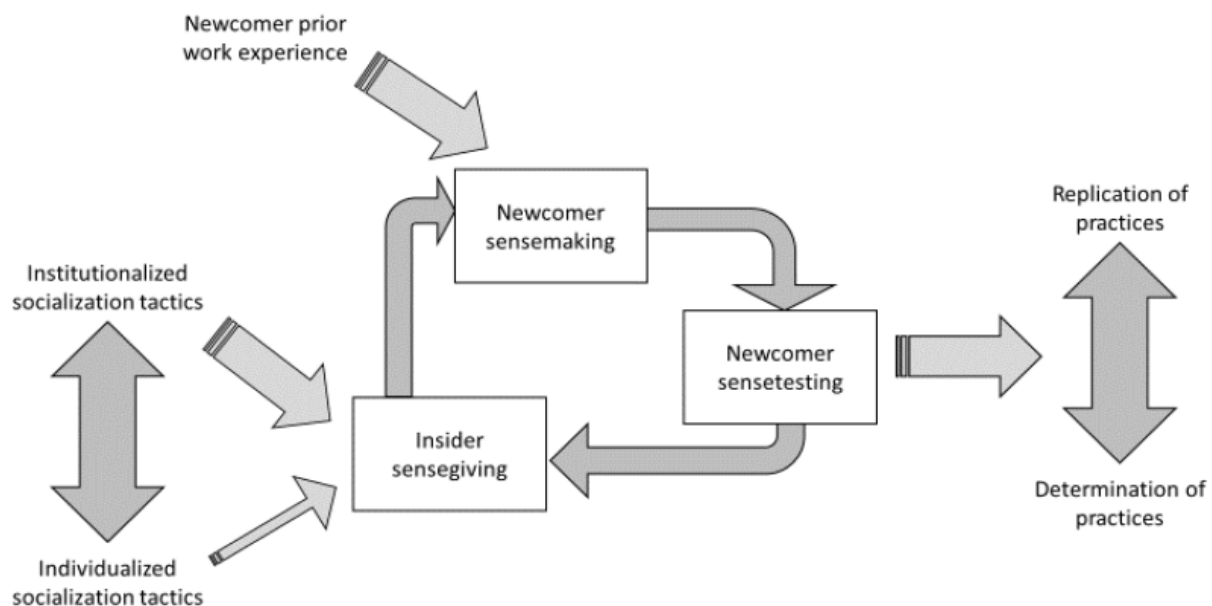 Newcomer prior
work experience
Newcomer
sensemaking
Replication of
practices
Institutionalized
socialization tactics
Newcomer
sensetesting
Insider
sensegiving
Determination of
practices
Individualized
socialization tactics